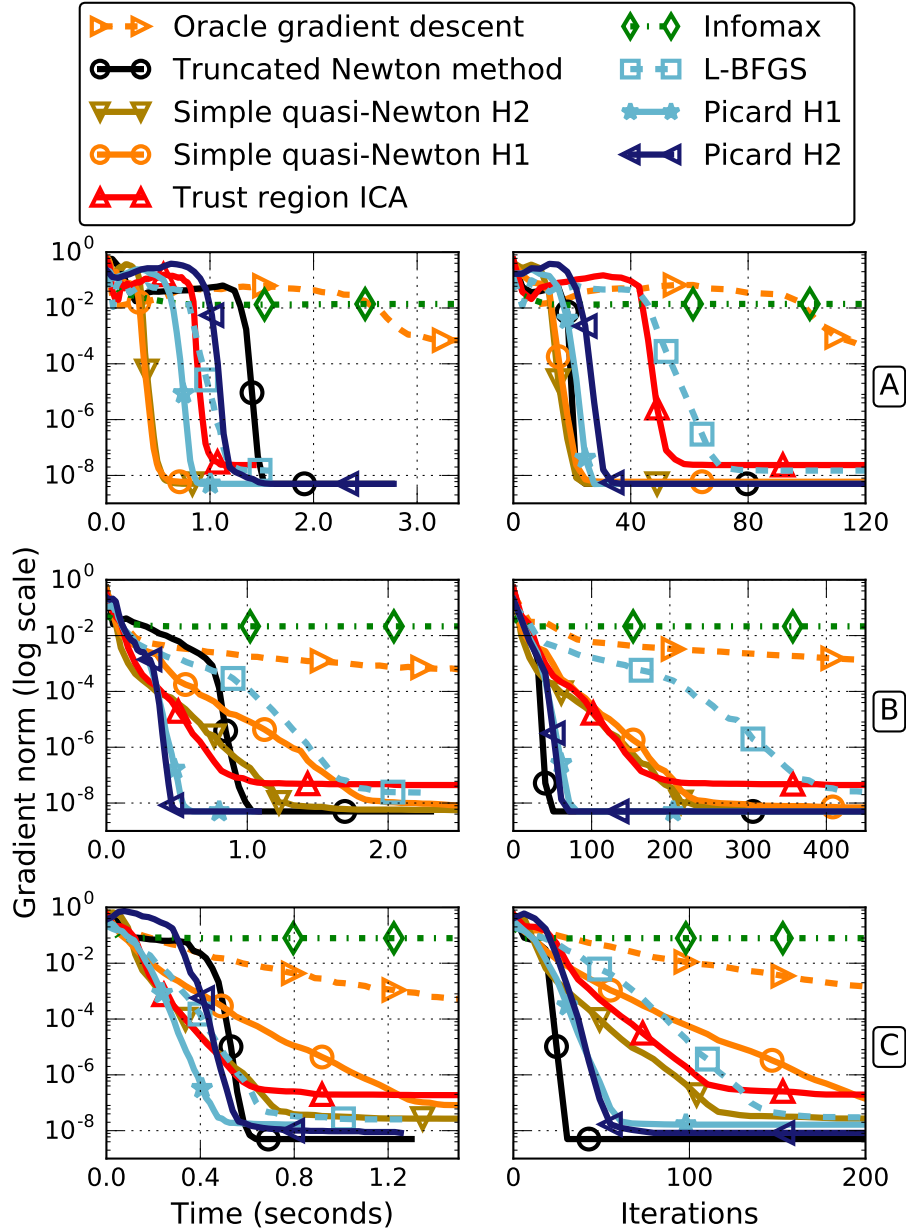 Oracle gradient descent
Truncated Newton method
Simple quasi-Newton H2
Simple quasi-Newton H1
Trust region ICA
Infomax
L-BFGS
Picard H1
Picard H2
Gradient norm (log scale)
10^0
10^-2
10^-4
10^-6
10^-8
0.0 1.0 2.0 3.0
0 40 80 120
A
10^0
10^-2
10^-4
10^-6
10^-8
0.0 1.0 2.0
0 100 200 300 400
B
10^0
10^-2
10^-4
10^-6
10^-8
0.0 0.4 0.8 1.2
0 100 200
C
Time (seconds)
Iterations